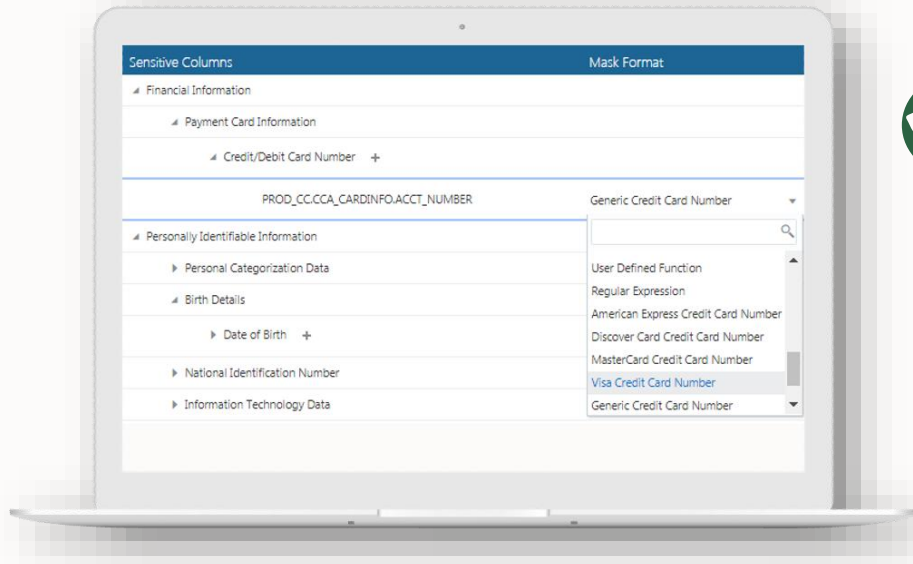 Sensitive Columns Mask Format
Financial Information
Payment Card Information
Credit/Debit Card Number +
PROD_CC.CCA_CARDINFO.ACCT_NUMBER Generic Credit Card Number
Personally Identifiable Information
Personal Categorization Data
Birth Details
Date of Birth +
National Identification Number
Information Technology Data
User Defined Function
Regular Expression
American Express Credit Card Number
Discover Card Credit Card Number
MasterCard Credit Card Number
Visa Credit Card Number
Generic Credit Card Number